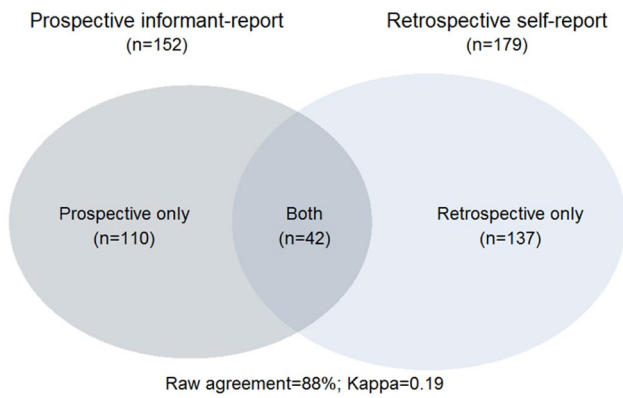 Prospective informant-report
(n=152)
Retrospective self-report
(n=179)
Prospective only
(n=110)
Both
(n=42)
Retrospective only
(n=137)
Raw agreement=88%; Kappa=0.19